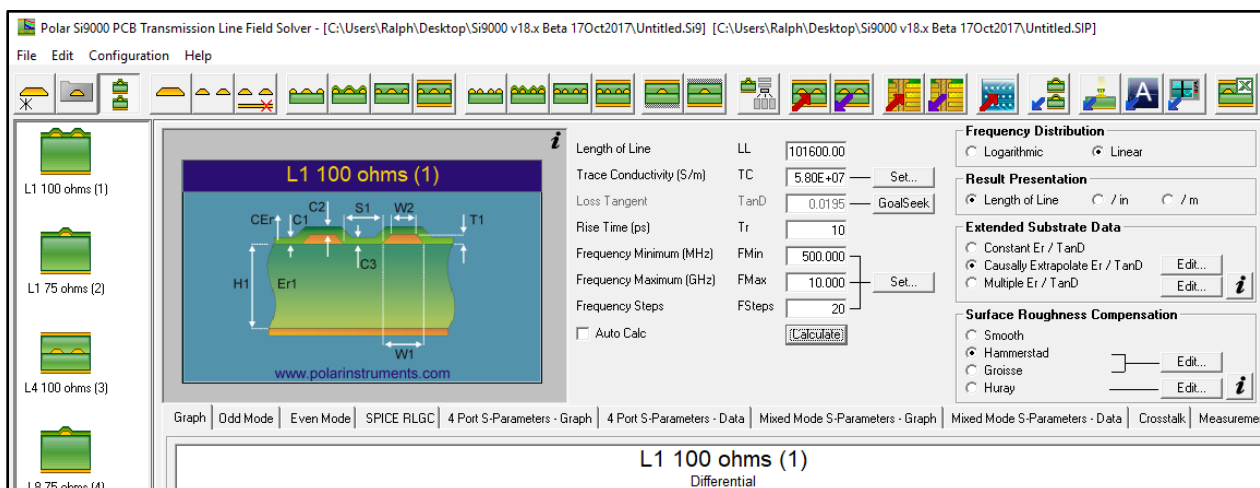 Polar Si9000 PCB Transmission Line Field Solver - [C:\Users\Ralph\Desktop\Si9000 v18.x Beta 17Oct2017\Untitled.Si9] [C:\Users\Ralph\Desktop\Si9000 v18.x Beta 17Oct2017\Untitled.SIP]
File Edit Configuration Help
L1 100 ohms (1)
L1 75 ohms (2)
L4 100 ohms (3)
L8 75 ohms (4)
i
L1 100 ohms (1)
C2 S1 W2
CEr C1 T1
C3
H1 Er1
W1
www.polarinstruments.com
Length of Line LL 101600.00
Trace Conductivity (S/m) TC 5.80E+07 Set...
Loss Tangent TanD 0.0195 GoalSeek
Rise Time (ps) Tr 10
Frequency Minimum (MHz) FMin 500.000
Frequency Maximum (GHz) FMax 10.000 Set...
Frequency Steps FSteps 20
Auto Calc Calculate
Frequency Distribution
Logarithmic Linear
Result Presentation
Length of Line / in / m
Extended Substrate Data
Constant Er / TanD
Causally Extrapolate Er / TanD Edit...
Multiple Er / TanD Edit... i
Surface Roughness Compensation
Smooth
Hammerstad Edit...
Groisse
Huray Edit... i
Graph Odd Mode Even Mode SPICE RLGC 4 Port S-Parameters - Graph 4 Port S-Parameters - Data Mixed Mode S-Parameters - Graph Mixed Mode S-Parameters - Data Crosstalk Measureme
L1 100 ohms (1)
Differential